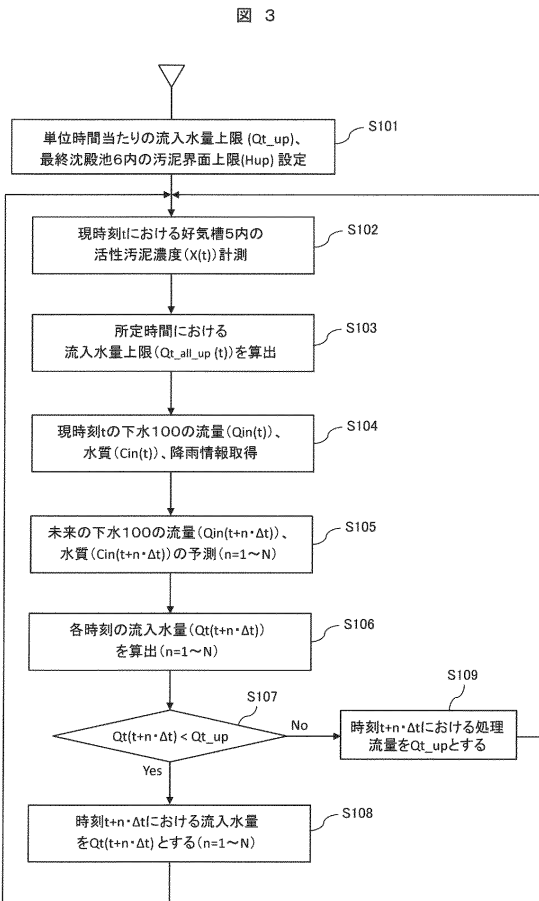 図 3
単位時間当たりの流入水量上限 (Qt_up)、
最終沈殿池6内の汚泥界面上限(Hup) 設定
S101
現時刻tにおける好気槽5内の
活性汚泥濃度(X(t))計測
S102
所定時間における
流入水量上限(Qt_all_up (t))を算出
S103
現時刻tの下水100の流量(Qin(t))、
水質(Cin(t)、降雨情報取得
S104
未来の下水100の流量(Qin(t+n・Δt))、
水質(Cin(t+n・Δt))の予測(n=1~N)
S105
各時刻の流入水量(Qt(t+n・Δt))
を算出(n=1~N)
S106
Qt(t+n・Δt) < Qt_up
S107
No
Yes
時刻t+n・Δtにおける処理
流量をQt_upとする
S109
時刻t+n・Δtにおける流入水量
をQt(t+n・Δt) とする(n=1~N)
S108